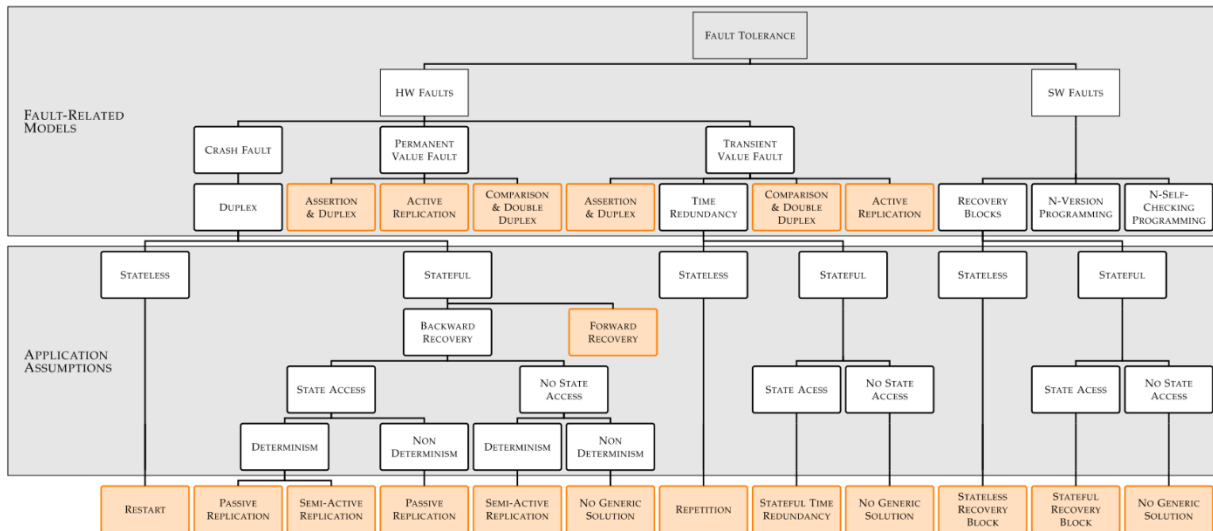 FAULT TOLERANCE
HW FAULTS
SW FAULTS
FAULT-RELATED
MODELS
CRASH FAULT
PERMANENT
VALUE FAULT
TRANSIENT
VALUE FAULT
DUPLEX
ASSERTION
& DUPLEX
ACTIVE
REPLICATION
COMPARISON
& DOUBLE
DUPLEX
ASSERTION
& DUPLEX
TIME
REDUNDANCY
COMPARISON
& DOUBLE
DUPLEX
ACTIVE
REPLICATION
RECOVERY
BLOCKS
N-VERSION
PROGRAMMING
N-SELF-
CHECKING
PROGRAMMING
STATELESS
STATEFUL
STATELESS
STATEFUL
STATELESS
STATEFUL
BACKWARD
RECOVERY
FORWARD
RECOVERY
APPLICATION
ASSUMPTIONS
STATE ACCESS
NO STATE
ACCESS
STATE ACESS
NO STATE
ACCESS
STATE ACESS
NO STATE
ACCESS
DETERMINISM
NON
DETERMINISM
DETERMINISM
NON
DETERMINISM
RESTART
PASSIVE
REPLICATION
SEMI-ACTIVE
REPLICATION
PASSIVE
REPLICATION
SEMI-ACTIVE
REPLICATION
NO GENERIC
SOLUTION
REPETITION
STATEFUL TIME
REDUNDANCY
NO GENERIC
SOLUTION
STATELESS
RECOVERY
BLOCK
STATEFUL
RECOVERY
BLOCK
NO GENERIC
SOLUTION